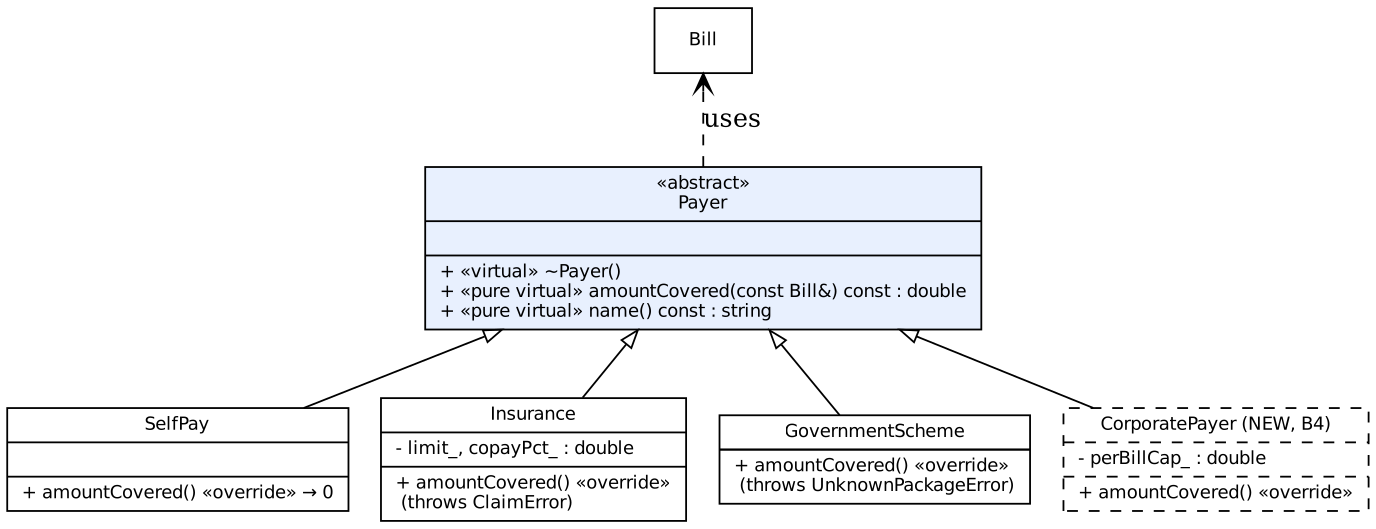 Bill
uses
«abstract»
Payer
+ «virtual» ~Payer()
+ «pure virtual» amountCovered(const Bill&) const : double
+ «pure virtual» name() const : string
SelfPay
+ amountCovered() «override» → 0
Insurance
- limit_, copayPct_ : double
+ amountCovered() «override»
(throws ClaimError)
GovernmentScheme
+ amountCovered() «override»
(throws UnknownPackageError)
CorporatePayer (NEW, B4)
- perBillCap_ : double
+ amountCovered() «override»